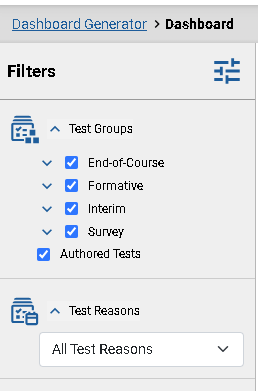 Dashboard Generator > Dashboard
Filters
Test Groups
End-of-Course
Formative
Interim
Survey
Authored Tests
Test Reasons
All Test Reasons